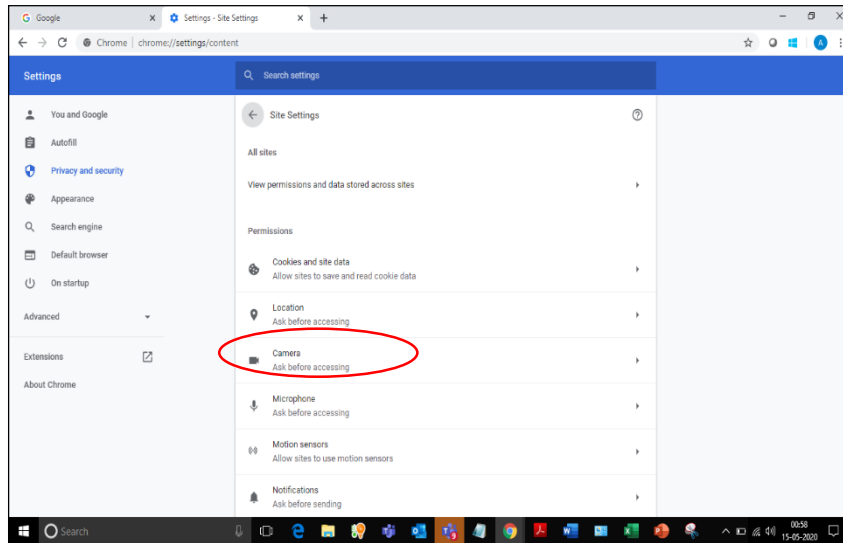 Google
Settings - Site Settings
Chrome | chrome://settings/content
A
Settings
Search settings
You and Google
Autofill
Privacy and security
Appearance
Search engine
Default browser
On startup
Advanced
Extensions
About Chrome
Site Settings
All sites
View permissions and data stored across sites
Permissions
Cookies and site data
Allow sites to save and read cookie data
Location
Ask before accessing
Camera
Ask before accessing
Microphone
Ask before accessing
Motion sensors
Allow sites to use motion sensors
Notifications
Ask before sending
Search
9
00:58
15-05-2020